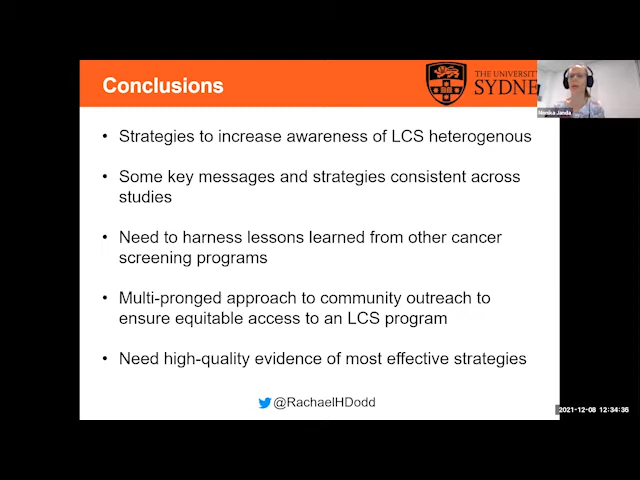 Conclusions
THE UNIVERSITY
SYDNE
Monika Janda
• Strategies to increase awareness of LCS heterogenous
• Some key messages and strategies consistent across
studies
• Need to harness lessons learned from other cancer
screening programs
• Multi-pronged approach to community outreach to
ensure equitable access to an LCS program
• Need high-quality evidence of most effective strategies
@RachaelHDodd
2021-12-08 12:34:36